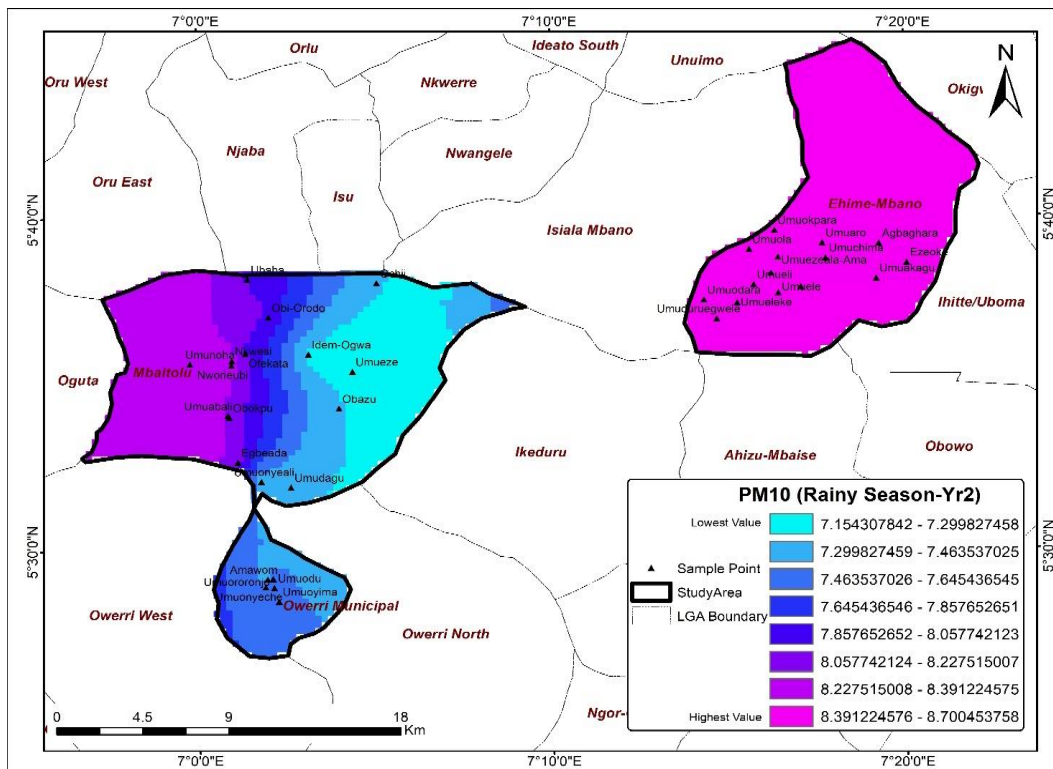 7°0'0"E
7°10'0"E
7°20'0"E
Orlu
Ideato South
Unuimo
Oru West
Nkwerre
Njaba
Nwangele
Oru East
Isu
Ehime-Mbano
5°40'0"N
5°40'0"N
Umuokpara
Umuaro
Agbaghara
Isiala Mbano
Umuola
Umuchima
Umuezeala-Ama
Ezeoke
Umueli
Umuakagu
Ubaha
Umuodara
Umuele
Umueleke
Ihitte/Uboma
Umuduruegwele
Obi-Orodo
Idem-Ogwa
Umunoha
Oguta
Mbaitolu
Ofekata
Umueze
Nwoneubi
Umuabali
Obokpu
Obazu
Ikeduru
Ahizu-Mbaise
Obowo
Egbeada
Umuonyeali
Umudagu
5°30'0"N
5°30'0"N
Amawom
Umuodu
Umuororonjo
Umuoyima
Umuonyeche
Owerri Municipal
Owerri West
Owerri North
PM10 (Rainy Season-Yr2)
Lowest Value
7.154307842 - 7.299827458
7.299827459 - 7.463537025
Sample Point
7.463537026 - 7.645436545
StudyArea
7.645436546 - 7.857652651
LGA Boundary
7.857652652 - 8.057742123
8.057742124 - 8.227515007
8.227515008 - 8.391224575
Highest Value
8.391224576 - 8.700453758
0
4.5
9
18
Km
7°0'0"E
7°10'0"E
7°20'0"E